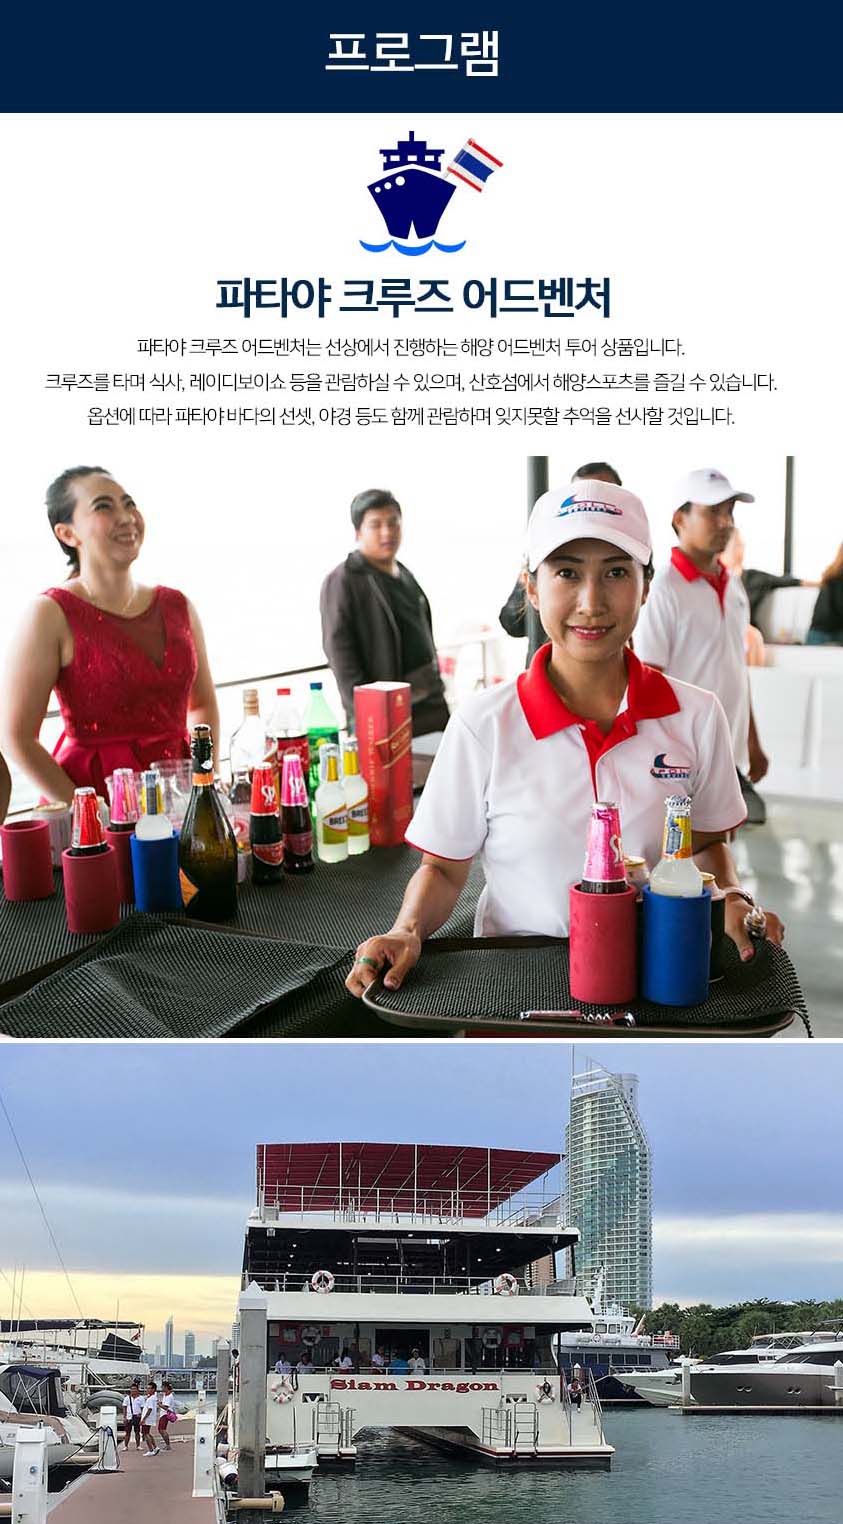 프로그램
파타야 크루즈 어드벤처
파타야 크루즈 어드벤처는 선상에서 진행하는 해양 어드벤처 투어 상품입니다.
크루즈를 타며 식사, 레이디보이쇼 등을 관람하실 수 있으며, 산호섬에서 해양스포츠를 즐길 수 있습니다.
옵션에 따라 파타야 바다의 선셋, 야경 등도 함께 관람하며 잊지못할 추억을 선사할 것입니다.
Siam Dragon